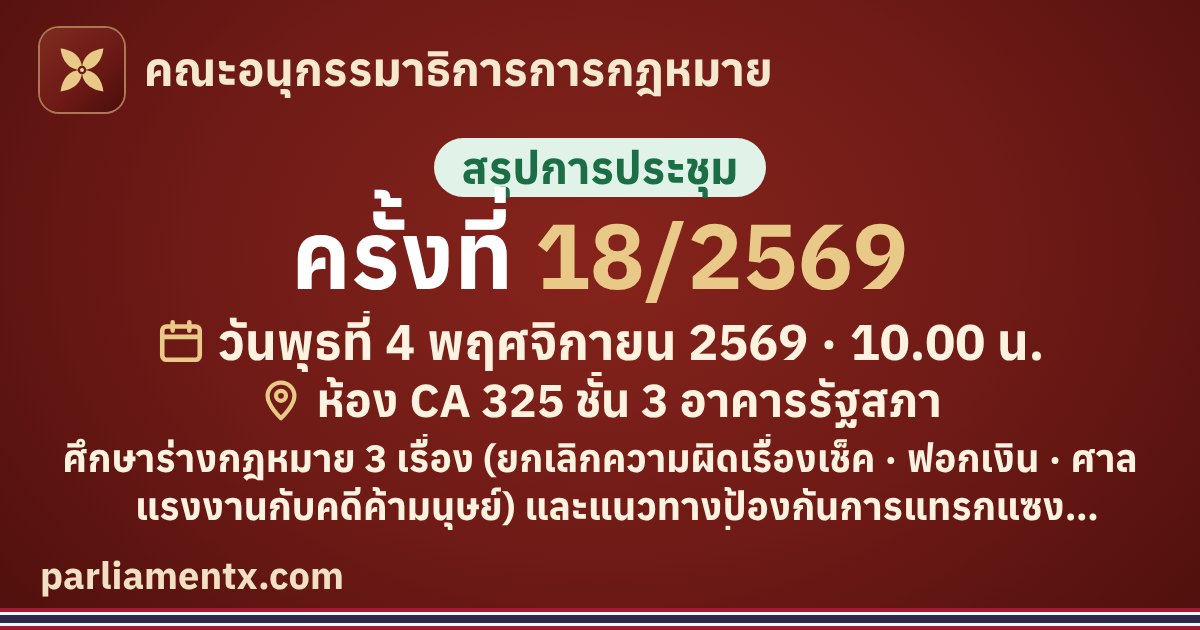 คณะอนุกรรมาธิการการกฎหมาย
สรุปการประชุม
ครั้งที่ 18/2569
วันพุธที่ 4 พฤศจิกายน 2569 · 10.00 น.
ห้อง CA 325 ชั้น 3 อาคารรัฐสภา
ศึกษาร่างกฎหมาย 3 เรื่อง (ยกเลิกความผิดเรื่องเช็ค · ฟอกเงิน · ศาล
แรงงานกับคดีค้ามนุษย์) และแนวทางป้องกันการแทรกแซง...
parliamentx.com